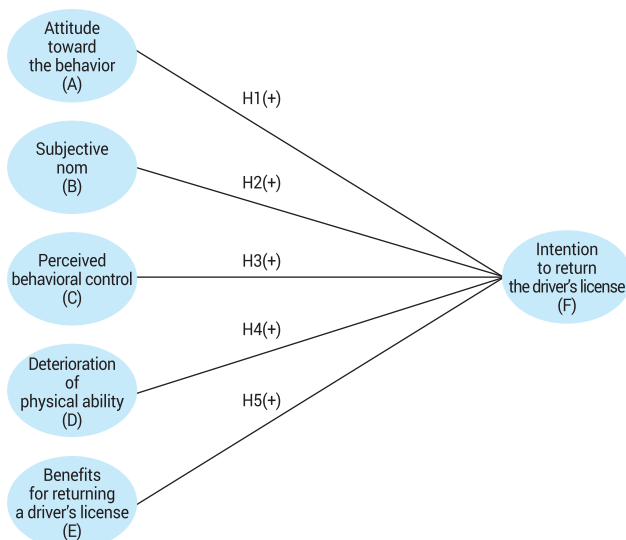 Attitude
toward
the behavior
(A)
H1(+)
Subjective
nom
(B)
H2(+)
Perceived
behavioral control
(C)
H3(+)
Intention
to return
the driver's license
(F)
Deterioration
of
physical ability
(D)
H4(+)
Benefits
for returning
a driver's license
(E)
H5(+)